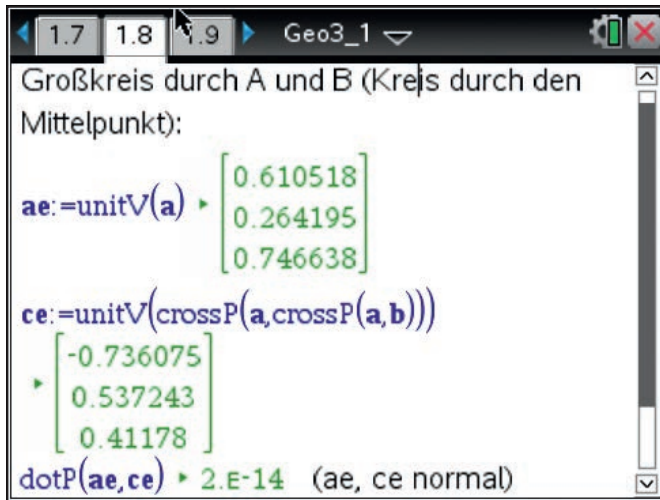 1.7 1.8 1.9 Geo3_1
Großkreis durch A und B (Kreis durch den
Mittelpunkt):
ae:=unitV(a) ▸ [0.610518
0.264195
0.746638]
ce:=unitV(crossP(a,crossP(a,b)))
▸ [-0.736075
0.537243
0.41178]
dotP(ae,ce) ▸ 2.E-14 (ae, ce normal)